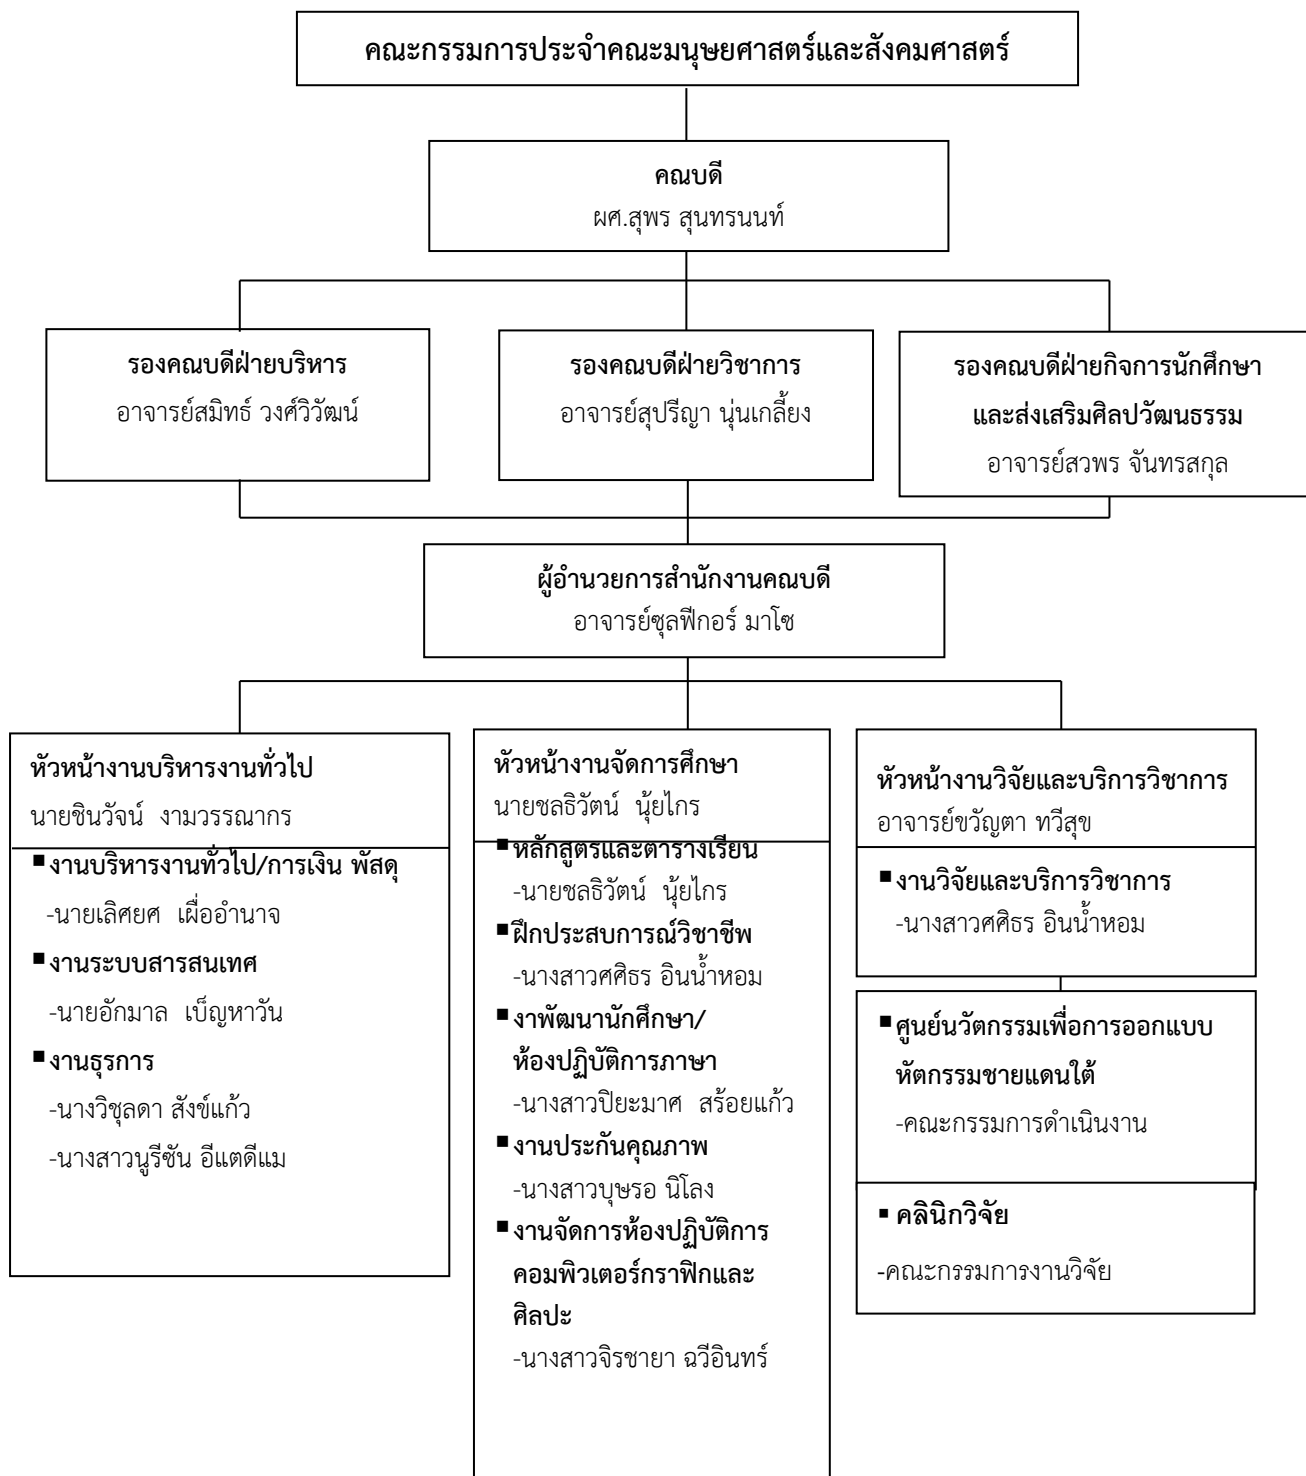 คณะกรรมการประจำคณะมนุษยศาสตร์และสังคมศาสตร์
คณบดี
ผศ.สุพร สุนทรนนท์
รองคณบดีฝ่ายบริหาร
อาจารย์สมิทธ์ วงศ์วิวัฒน์
รองคณบดีฝ่ายวิชาการ
อาจารย์สุปรีญา นุ่นเกลี้ยง
รองคณบดีฝ่ายกิจการนักศึกษา
และส่งเสริมศิลปวัฒนธรรม
อาจารย์สวพร จันทรสกุล
ผู้อำนวยการสำนักงานคณบดี
อาจารย์ซุลฟีกอร์ มาโซ
หัวหน้างานบริหารงานทั่วไป
นายชินวัจน์ งามวรรณากร
▪งานบริหารงานทั่วไป/การเงิน พัสดุ
-นายเลิศยศ เผื่ออำนาจ
▪งานระบบสารสนเทศ
-นายอักมาล เบ็ญหาวัน
▪งานธุรการ
-นางวิชุลดา สังข์แก้ว
-นางสาวนูรีซัน อีแตดีแม
หัวหน้างานจัดการศึกษา
นายชลธิวัตน์ นุ้ยไกร
▪หลักสูตรและตารางเรียน
-นายชลธิวัตน์ นุ้ยไกร
▪ฝึกประสบการณ์วิชาชีพ
-นางสาวศศิธร อินน้ำหอม
▪งาพัฒนานักศึกษา/
ห้องปฏิบัติการภาษา
-นางสาวปิยะมาศ สร้อยแก้ว
▪งานประกันคุณภาพ
-นางสาวบุษรอ นิโลง
▪งานจัดการห้องปฏิบัติการ
คอมพิวเตอร์กราฟิกและ
ศิลปะ
-นางสาวจิรชายา ฉวีอินทร์
หัวหน้างานวิจัยและบริการวิชาการ
อาจารย์ขวัญตา ทวีสุข
▪งานวิจัยและบริการวิชาการ
-นางสาวศศิธร อินน้ำหอม
▪ศูนย์นวัตกรรมเพื่อการออกแบบ
หัตกรรมชายแดนใต้
-คณะกรรมการดำเนินงาน
▪ คลินิกวิจัย
-คณะกรรมการงานวิจัย